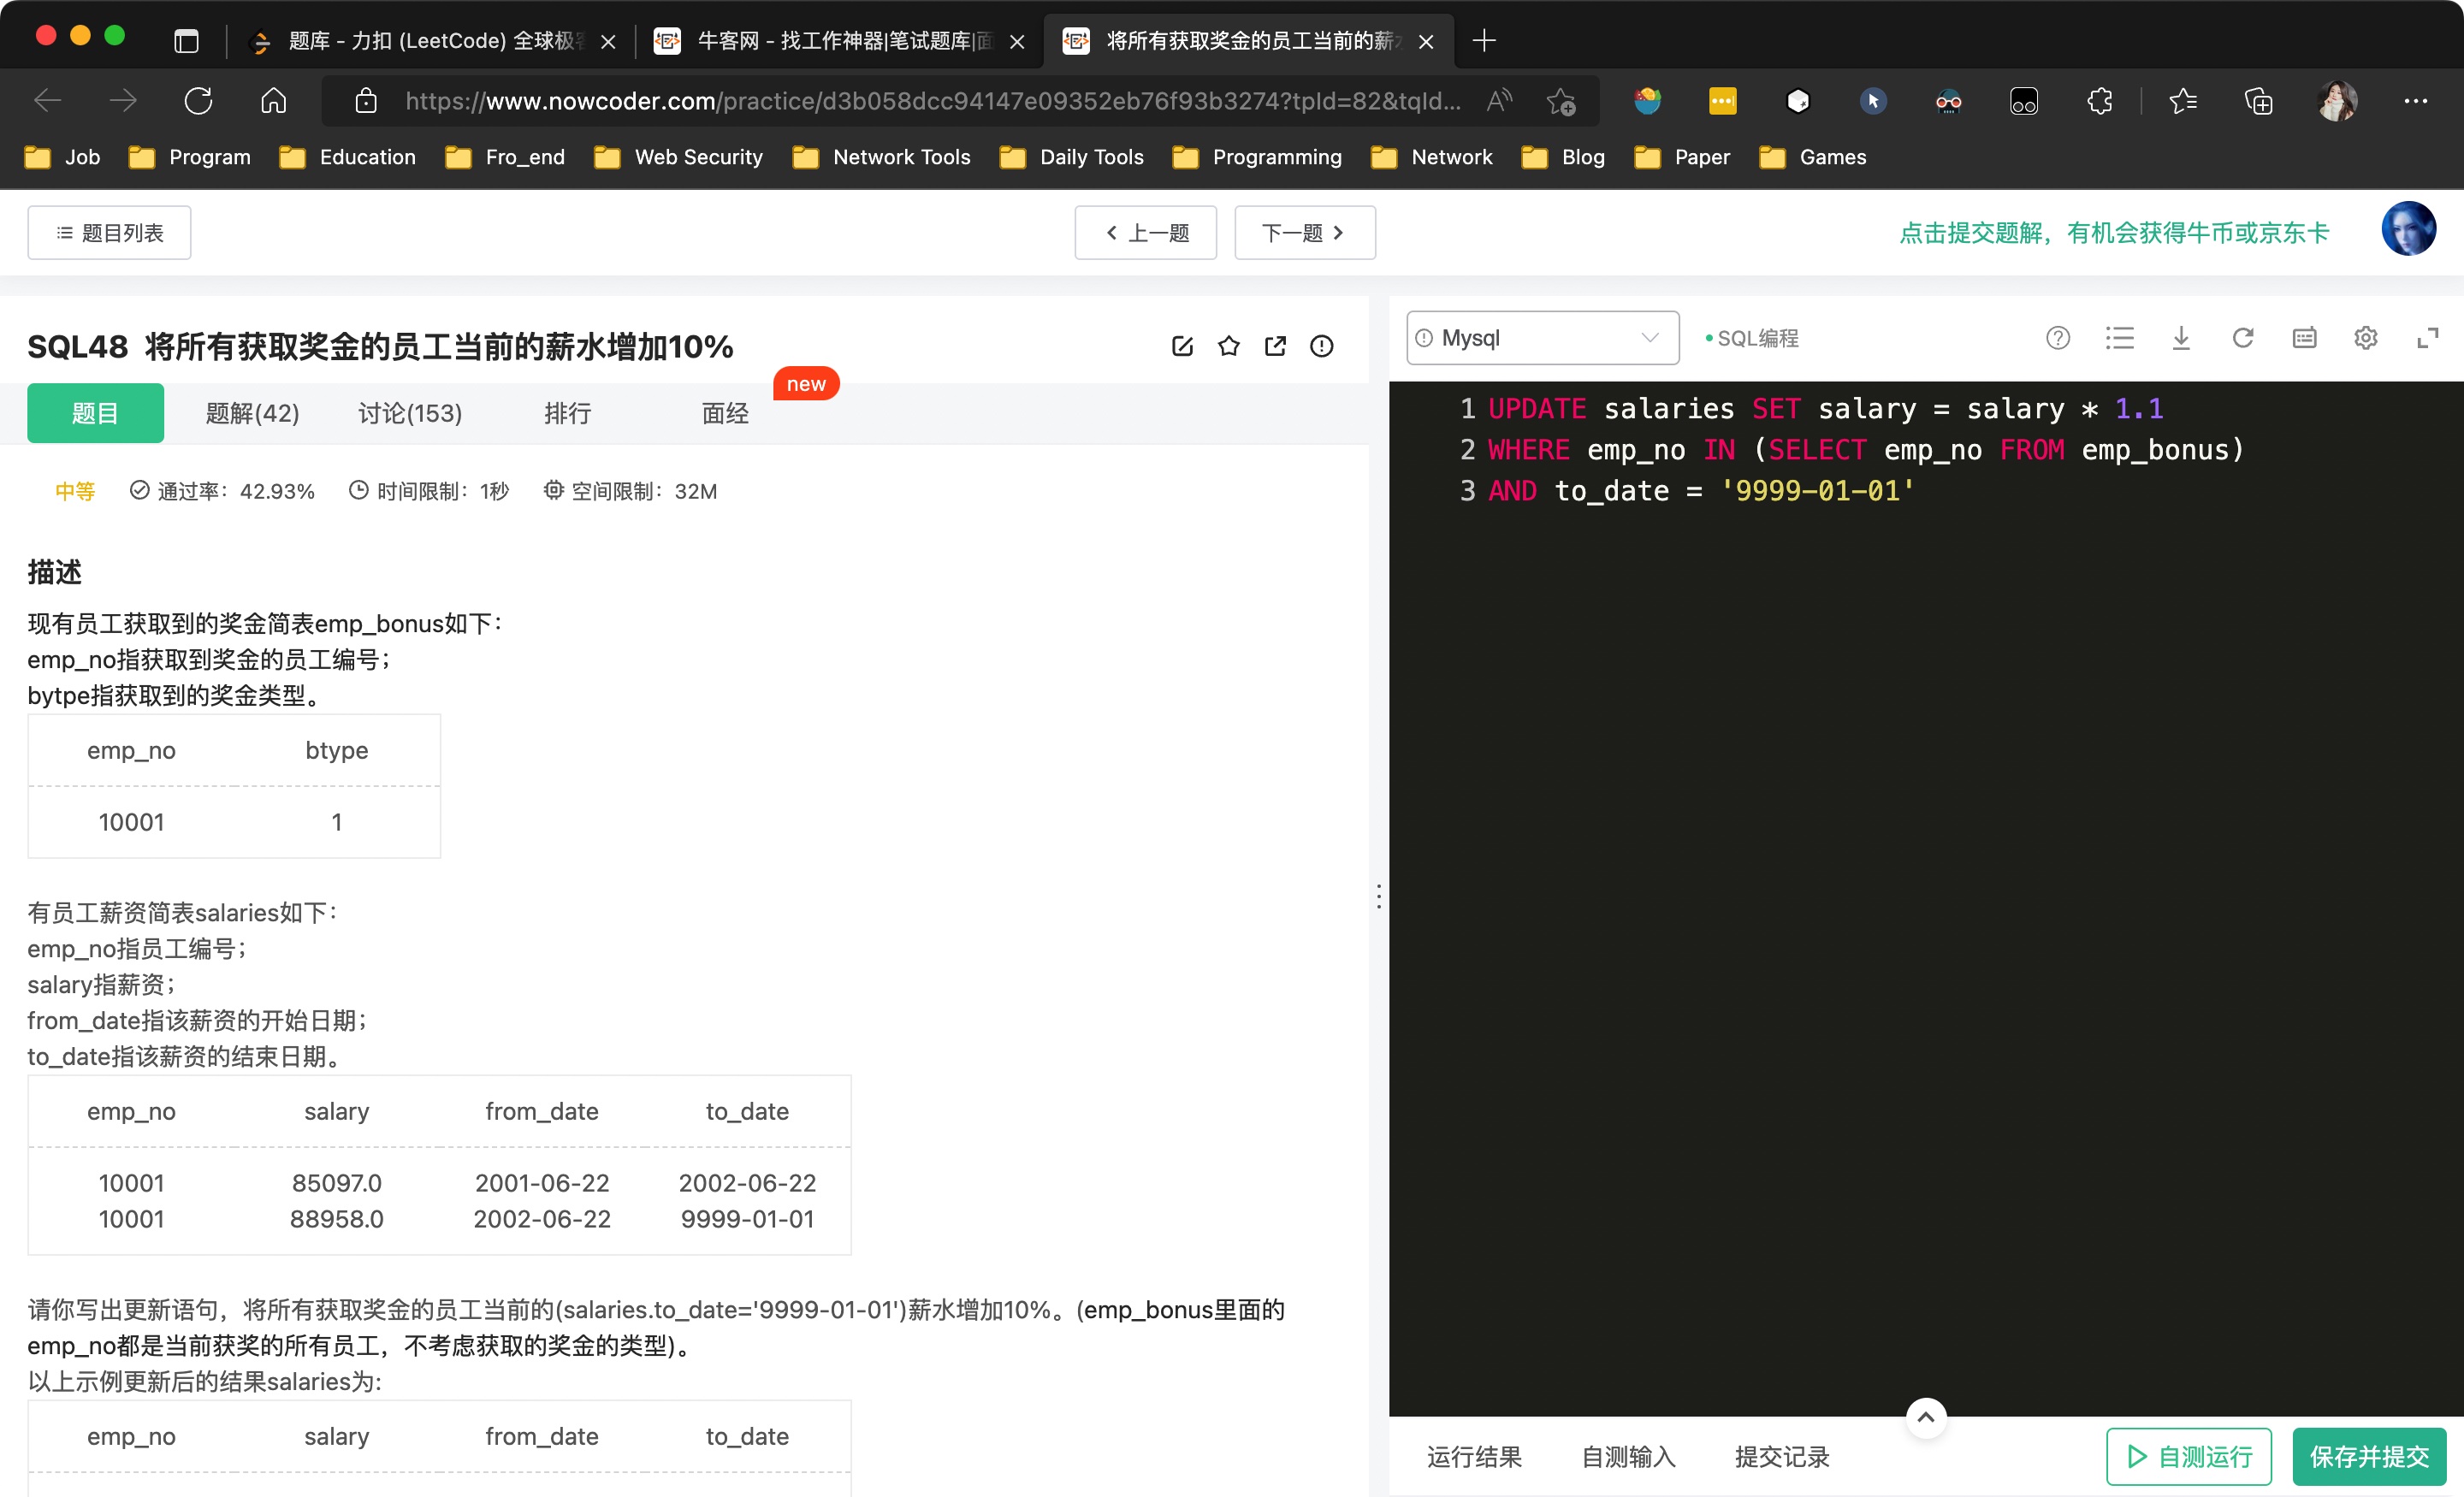 题库 - 力扣 (LeetCode) 全球极客
牛客网 - 找工作神器|笔试题库|面
将所有获取奖金的员工当前的薪
https://www.nowcoder.com/practice/d3b058dcc94147e09352eb76f93b3274?tpId=82&tqId...
Job Program Education Fro_end Web Security Network Tools Daily Tools Programming Network Blog Paper Games
题目列表
上一题
下一题
点击提交题解，有机会获得牛币或京东卡
SQL48 将所有获取奖金的员工当前的薪水增加10%
new
题目 题解(42) 讨论(153) 排行 面经
中等 通过率：42.93% 时间限制：1秒 空间限制：32M
描述
现有员工获取到的奖金简表emp_bonus如下：
emp_no指获取到奖金的员工编号；
bytpe指获取到的奖金类型。
emp_no btype
10001 1
有员工薪资简表salaries如下：
emp_no指员工编号；
salary指薪资；
from_date指该薪资的开始日期；
to_date指该薪资的结束日期。
emp_no salary from_date to_date
10001 85097.0 2001-06-22 2002-06-22
10001 88958.0 2002-06-22 9999-01-01
请你写出更新语句，将所有获取奖金的员工当前的(salaries.to_date='9999-01-01')薪水增加10%。(emp_bonus里面的
emp_no都是当前获奖的所有员工，不考虑获取的奖金的类型)。
以上示例更新后的结果salaries为:
emp_no salary from_date to_date
Mysql
SQL编程
1 UPDATE salaries SET salary = salary * 1.1
2 WHERE emp_no IN (SELECT emp_no FROM emp_bonus)
3 AND to_date = '9999-01-01'
运行结果 自测输入 提交记录
自测运行
保存并提交